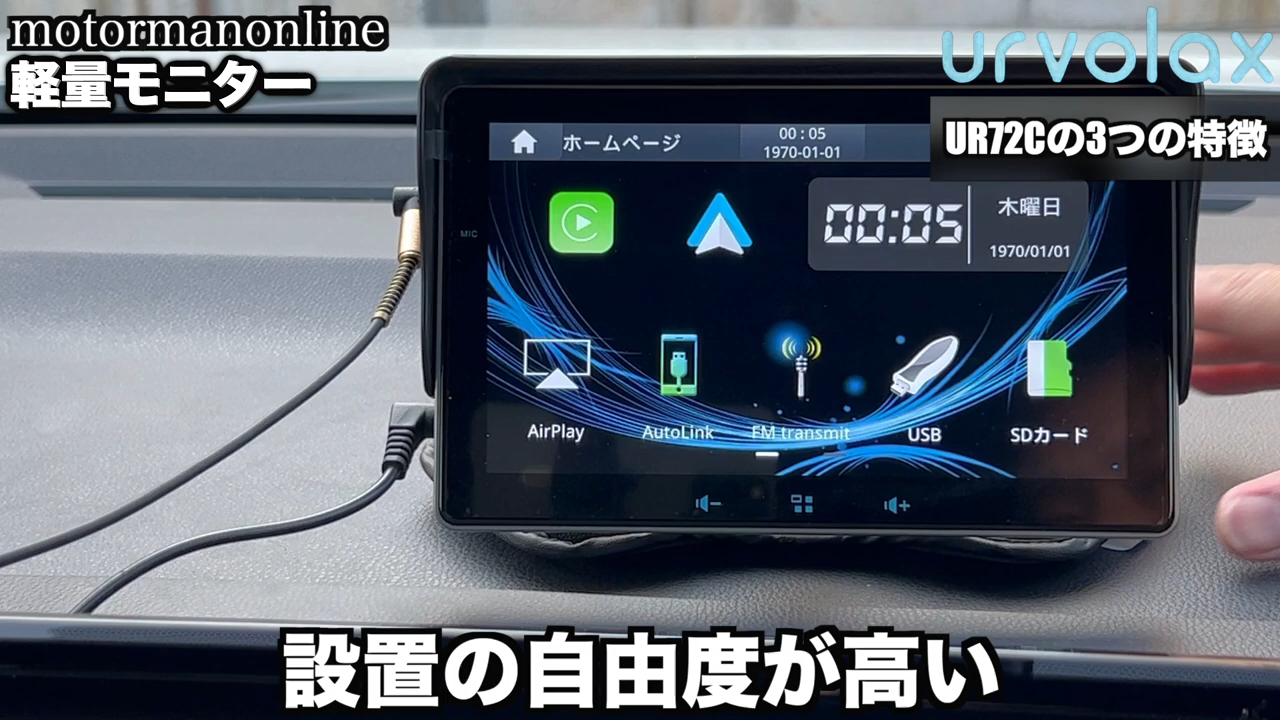 motormanonline
軽量モニター
urvolax
UR72Cの3つの特徴
ホームページ
00 : 05
1970-01-01
MIC
00:05
木曜日
1970/01/01
AirPlay
AutoLink
FM transmit
USB
SDカード
設置の自由度が高い